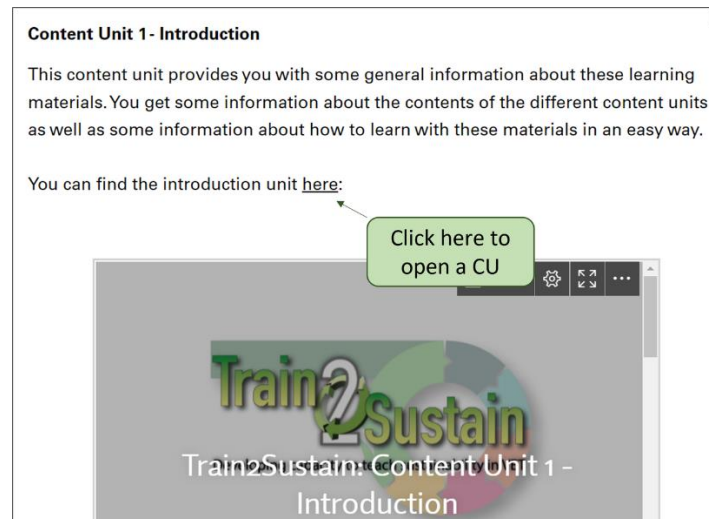 Content Unit 1 - Introduction
This content unit provides you with some general information about these learning
materials. You get some information about the contents of the different content units
as well as some information about how to learn with these materials in an easy way.
You can find the introduction unit here:
Click here to
open a CU
Train2Sustain
Train2Sustain: Content Unit 1 -
Introduction